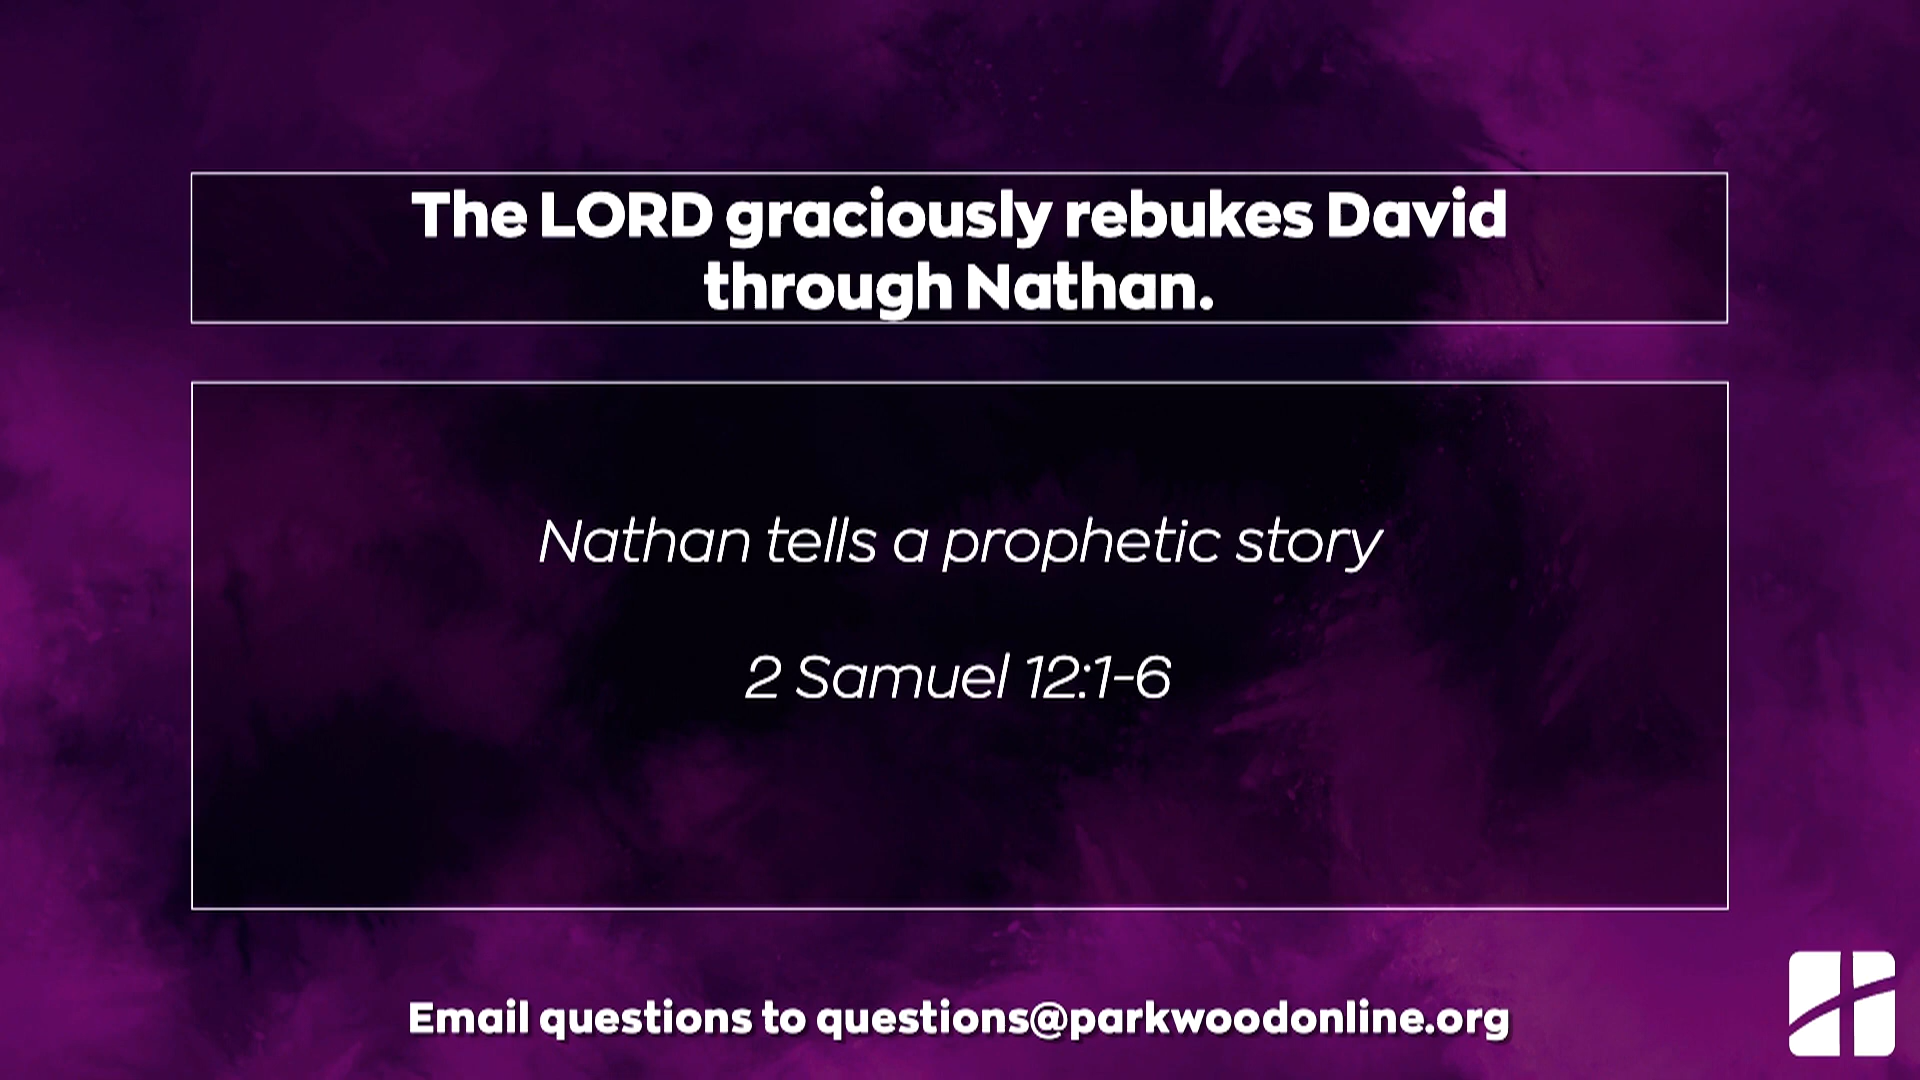 The LORD graciously rebukes David
through Nathan.
Nathan tells a prophetic story
2 Samuel 12:1-6
Email questions to questions@parkwoodonline.org